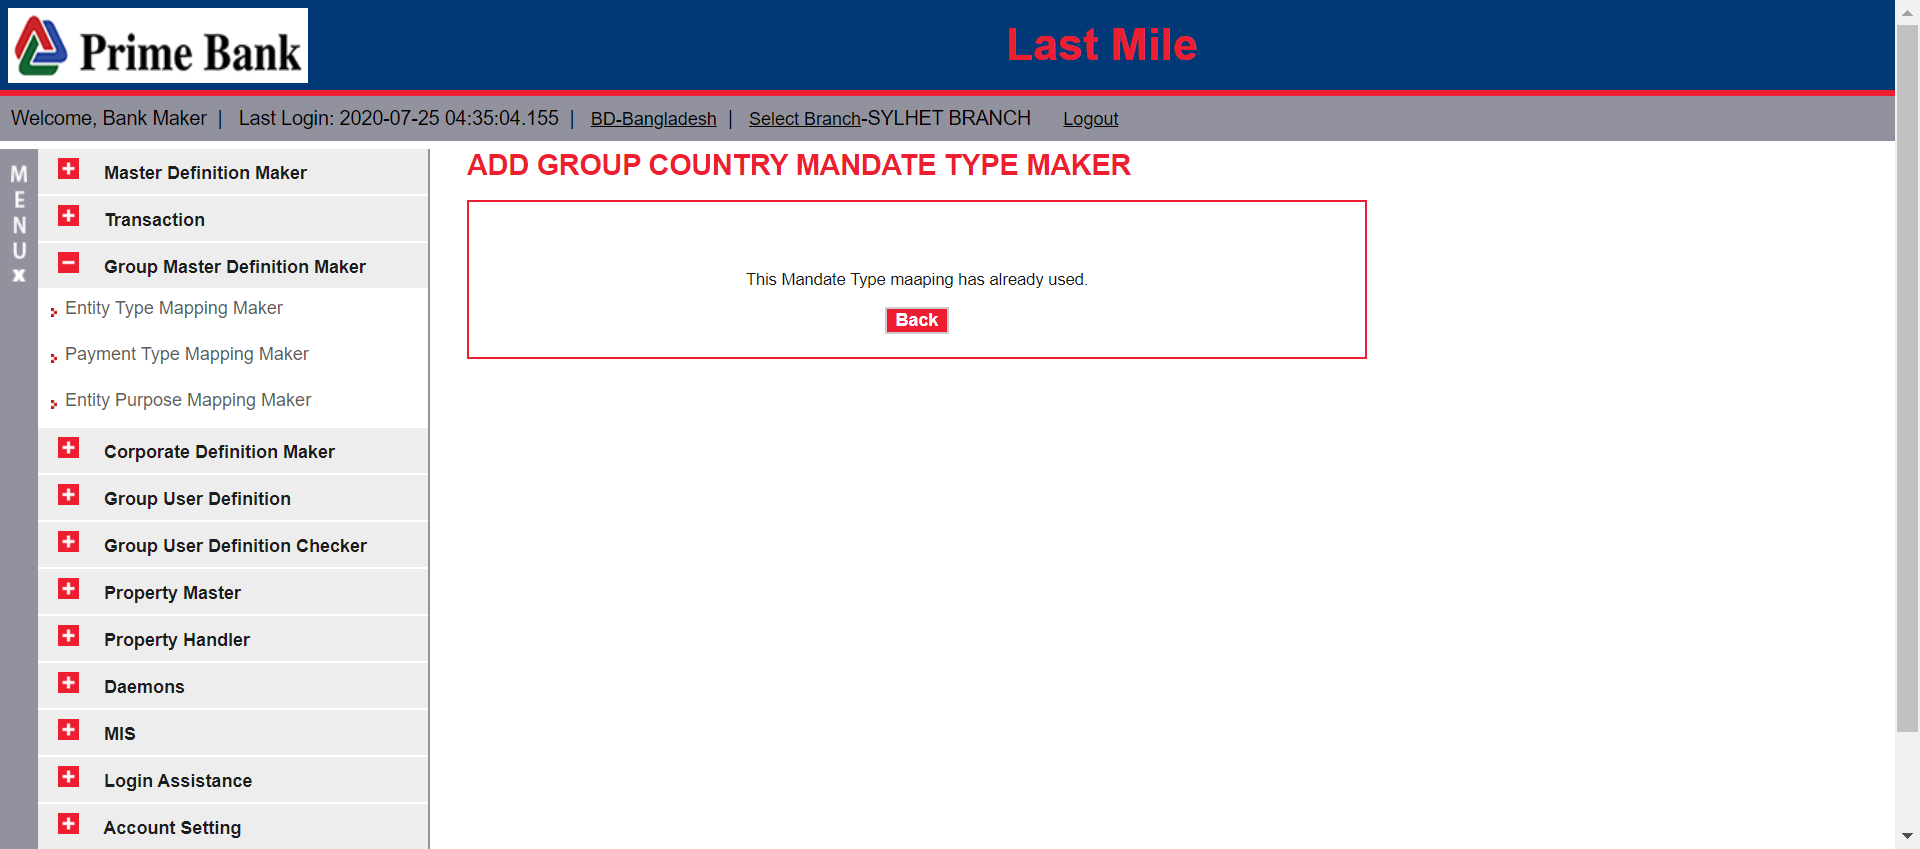 Prime Bank
Last Mile
Welcome, Bank Maker | Last Login: 2020-07-25 04:35:04.155 | BD-Bangladesh | Select Branch-SYLHET BRANCH Logout
MENU
x
Master Definition Maker
Transaction
Group Master Definition Maker
Entity Type Mapping Maker
Payment Type Mapping Maker
Entity Purpose Mapping Maker
Corporate Definition Maker
Group User Definition
Group User Definition Checker
Property Master
Property Handler
Daemons
MIS
Login Assistance
Account Setting
ADD GROUP COUNTRY MANDATE TYPE MAKER
This Mandate Type maaping has already used.
Back